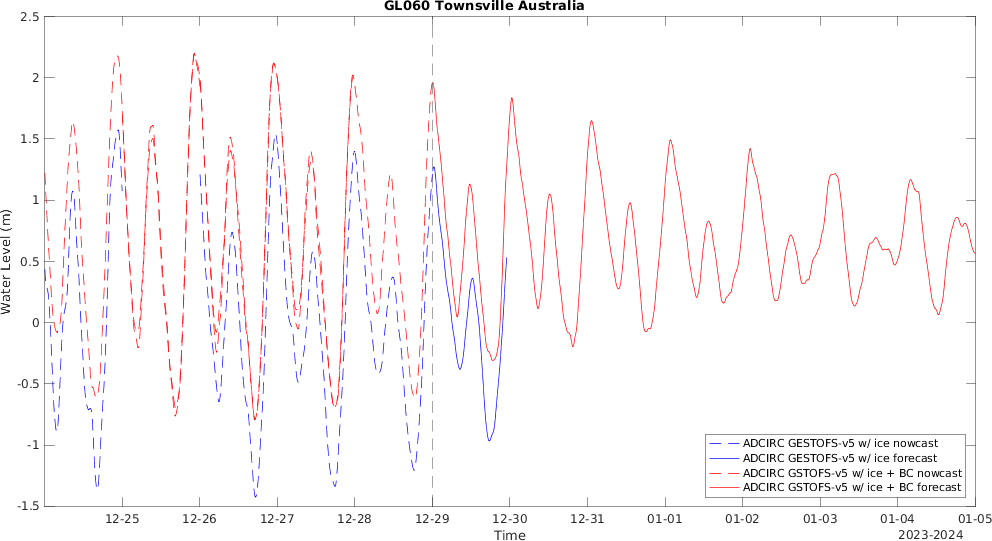 GL060 Townsville Australia
2.5
2
1.5
1
0.5
0
-0.5
-1
-1.5
Water Level (m)
ADCIRC GESTOFS-v5 w/ ice nowcast
ADCIRC GESTOFS-v5 w/ ice forecast
ADCIRC GSTOFS-v5 w/ ice + BC nowcast
ADCIRC GSTOFS-v5 w/ ice + BC forecast
12-25 12-26 12-27 12-28 12-29 12-30 12-31 01-01 01-02 01-03 01-04 01-05
Time
2023-2024